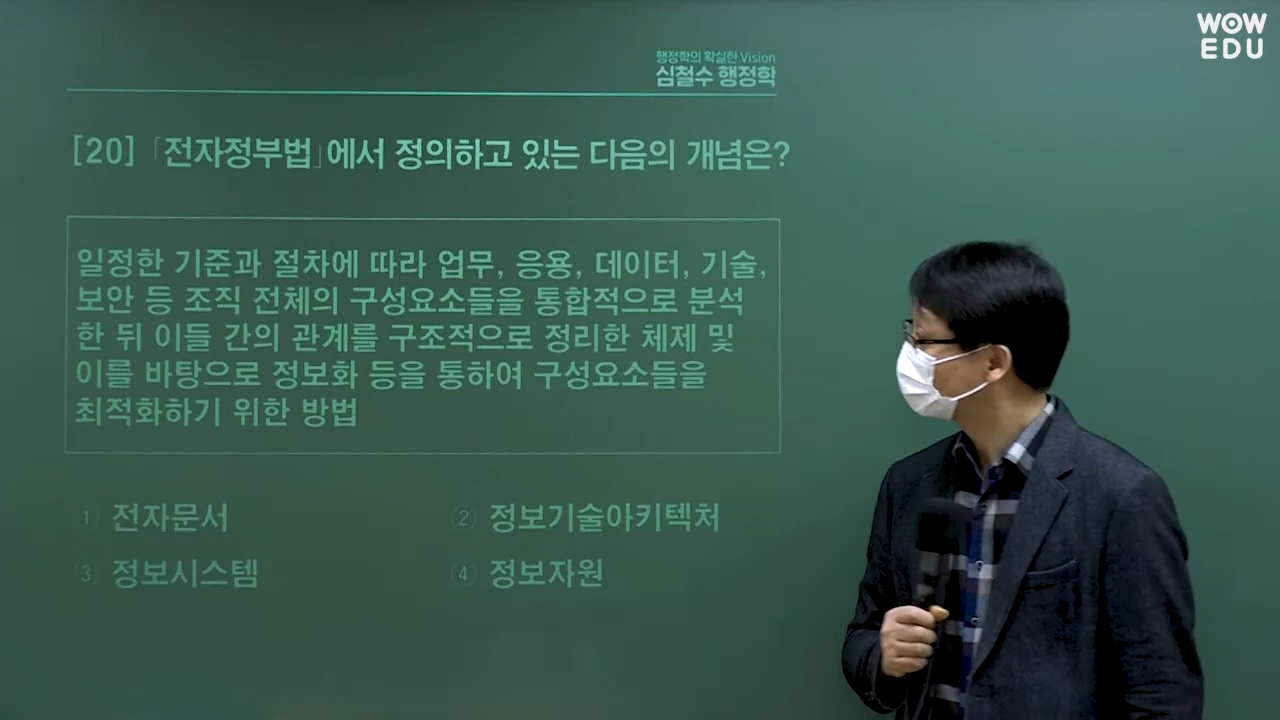 WOW
EDU
행정학의 확실한 Vision
심철수 행정학
[20] 「전자정부법」에서 정의하고 있는 다음의 개념은?
일정한 기준과 절차에 따라 업무, 응용, 데이터, 기술,
보안 등 조직 전체의 구성요소들을 통합적으로 분석
한 뒤 이들 간의 관계를 구조적으로 정리한 체제 및
이를 바탕으로 정보화 등을 통하여 구성요소들을
최적화하기 위한 방법
① 전자문서 ② 정보기술아키텍처
③ 정보시스템 ④ 정보자원